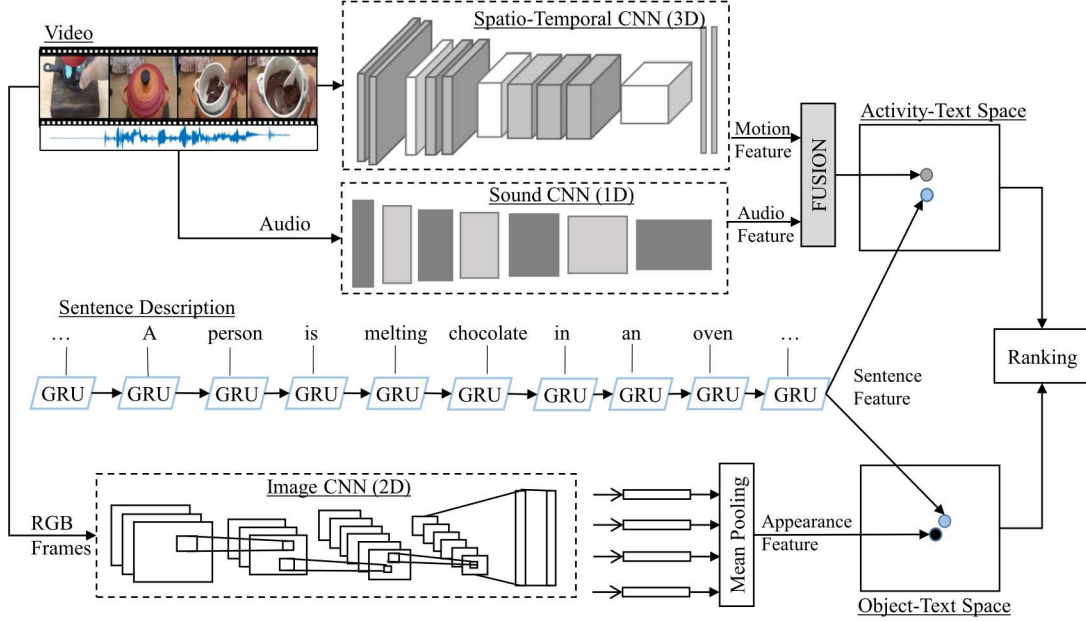 Video
Spatio-Temporal CNN (3D)
Motion
Feature
FUSION
Activity-Text Space
Audio
Sound CNN (1D)
Audio
Feature
Sentence Description
... A person is melting chocolate in an oven ...
GRU GRU GRU GRU GRU GRU GRU GRU GRU GRU
Sentence
Feature
Ranking
RGB
Frames
Image CNN (2D)
Mean Pooling
Appearance
Feature
Object-Text Space